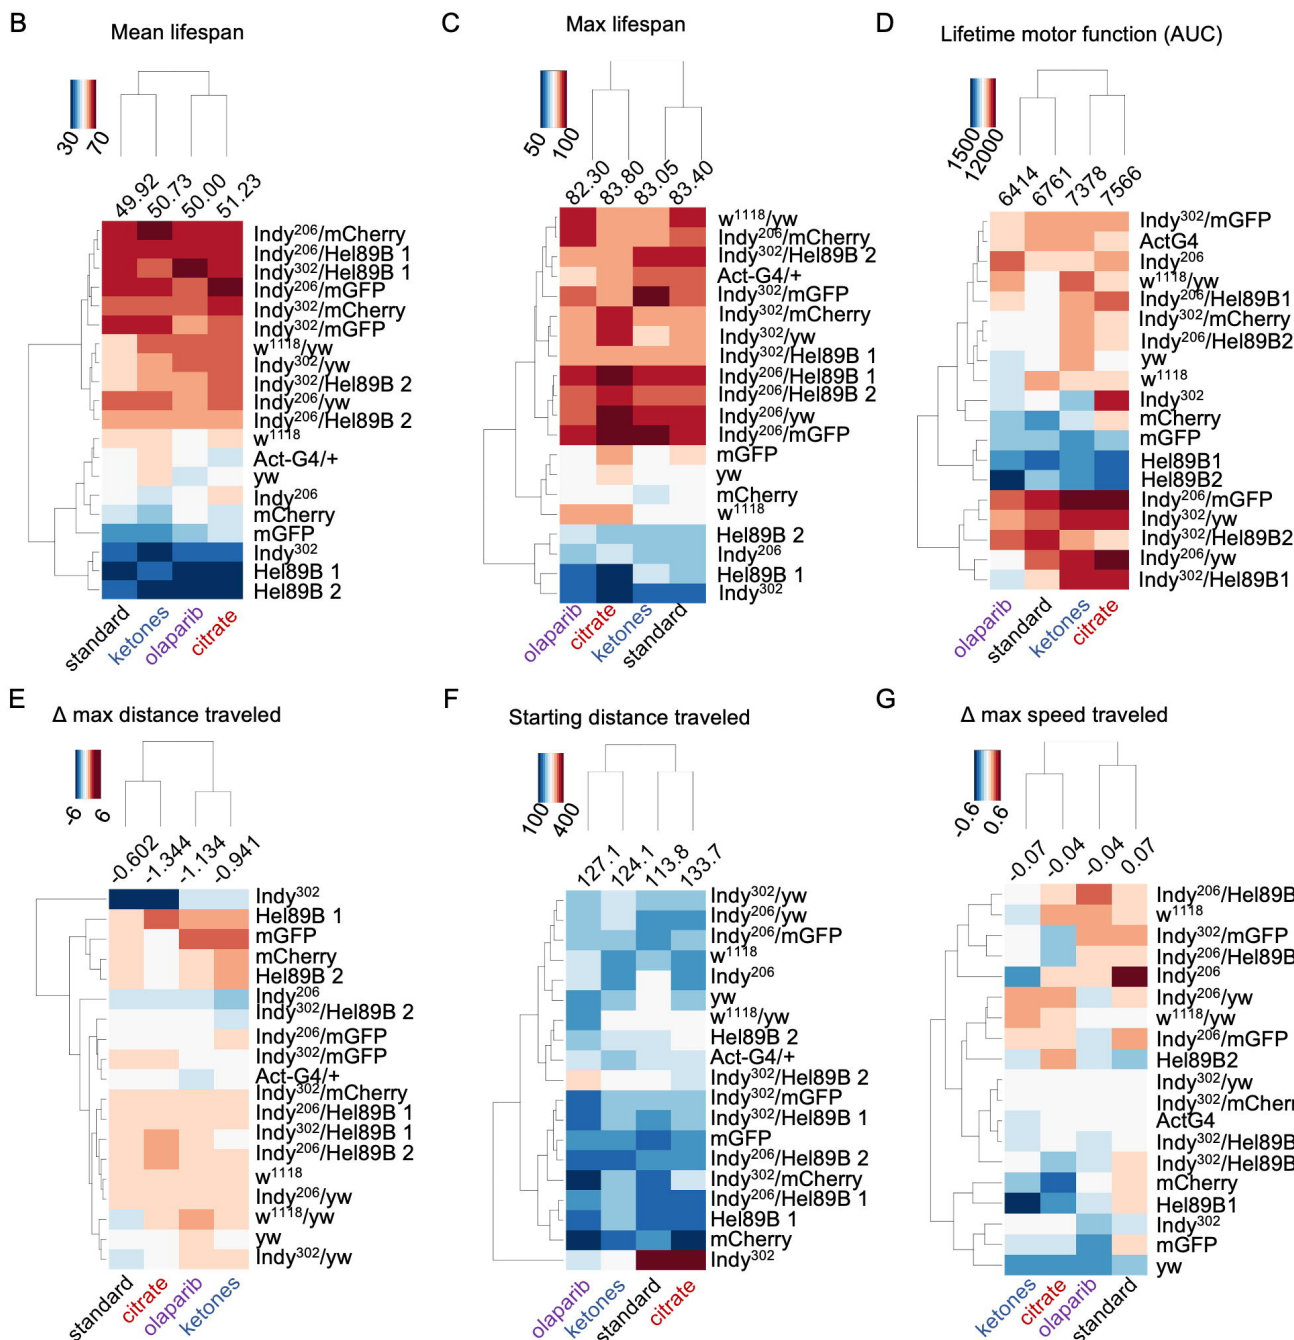 B
Mean lifespan
30
70
49.92
50.73
50.00
51.23
Indy206/mCherry
Indy206/Hel89B 1
Indy302/Hel89B 1
Indy206/mGFP
Indy302/mCherry
Indy302/mGFP
w1118/yw
Indy302/yw
Indy302/Hel89B 2
Indy206/yw
Indy206/Hel89B 2
w1118
Act-G4/+
yw
Indy206
mCherry
mGFP
Indy302
Hel89B 1
Hel89B 2
standard
ketones
olaparib
citrate
C
Max lifespan
50
100
82.30
83.80
83.05
83.40
w1118/yw
Indy206/mCherry
Indy302/Hel89B 2
Act-G4/+
Indy302/mGFP
Indy302/mCherry
Indy302/yw
Indy302/Hel89B 1
Indy206/Hel89B 1
Indy206/Hel89B 2
Indy206/yw
Indy206/mGFP
mGFP
yw
mCherry
w1118
Hel89B 2
Indy206
Hel89B 1
Indy302
olaparib
citrate
ketones
standard
D
Lifetime motor function (AUC)
1500
12000
6414
6761
7378
7566
Indy302/mGFP
ActG4
Indy206
w1118/yw
Indy206/Hel89B1
Indy302/mCherry
Indy206/Hel89B2
yw
w1118
Indy302
mCherry
mGFP
Hel89B1
Hel89B2
Indy206/mGFP
Indy302/yw
Indy302/Hel89B2
Indy206/yw
Indy302/Hel89B1
olaparib
standard
ketones
citrate
E
Δ max distance traveled
-6
6
-0.602
-1.344
-1.134
-0.941
Indy302
Hel89B 1
mGFP
mCherry
Hel89B 2
Indy206
Indy302/Hel89B 2
Indy206/mGFP
Indy302/mGFP
Act-G4/+
Indy302/mCherry
Indy206/Hel89B 1
Indy302/Hel89B 1
Indy206/Hel89B 2
w1118
Indy206/yw
w1118/yw
yw
Indy302/yw
standard
citrate
olaparib
ketones
F
Starting distance traveled
100
400
127.1
124.1
113.8
133.7
Indy302/yw
Indy206/yw
Indy206/mGFP
w1118
Indy206
yw
w1118/yw
Hel89B 2
Act-G4/+
Indy302/Hel89B 2
Indy302/mGFP
Indy302/Hel89B 1
mGFP
Indy206/Hel89B 2
Indy302/mCherry
Indy206/Hel89B 1
Hel89B 1
mCherry
Indy302
olaparib
ketones
standard
citrate
G
Δ max speed traveled
-0.6
0.6
-0.07
-0.04
-0.04
0.07
Indy206/Hel89B
w1118
Indy302/mGFP
Indy206/Hel89B
Indy206
Indy206/yw
w1118/yw
Indy206/mGFP
Hel89B2
Indy302/yw
Indy302/mCherr
ActG4
Indy302/Hel89B
Indy302/Hel89B
mCherry
Hel89B1
Indy302
mGFP
yw
ketones
citrate
olaparib
standard